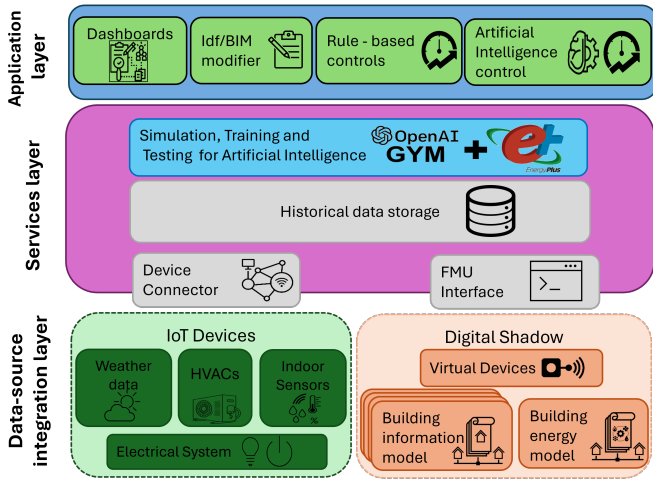 Application
layer
Dashboards
Idf/BIM
modifier
Rule - based
controls
Artificial
Intelligence
control
Services layer
Simulation, Training and
Testing for Artificial Intelligence
OpenAI
GYM
+
et
EnergyPlus
Historical data storage
Device
Connector
FMU
Interface
>_
Data-source
integration layer
IoT Devices
Weather
data
HVACs
Indoor
Sensors
%
Electrical System
Digital Shadow
Virtual Devices
Building
information
model
Building
energy
model